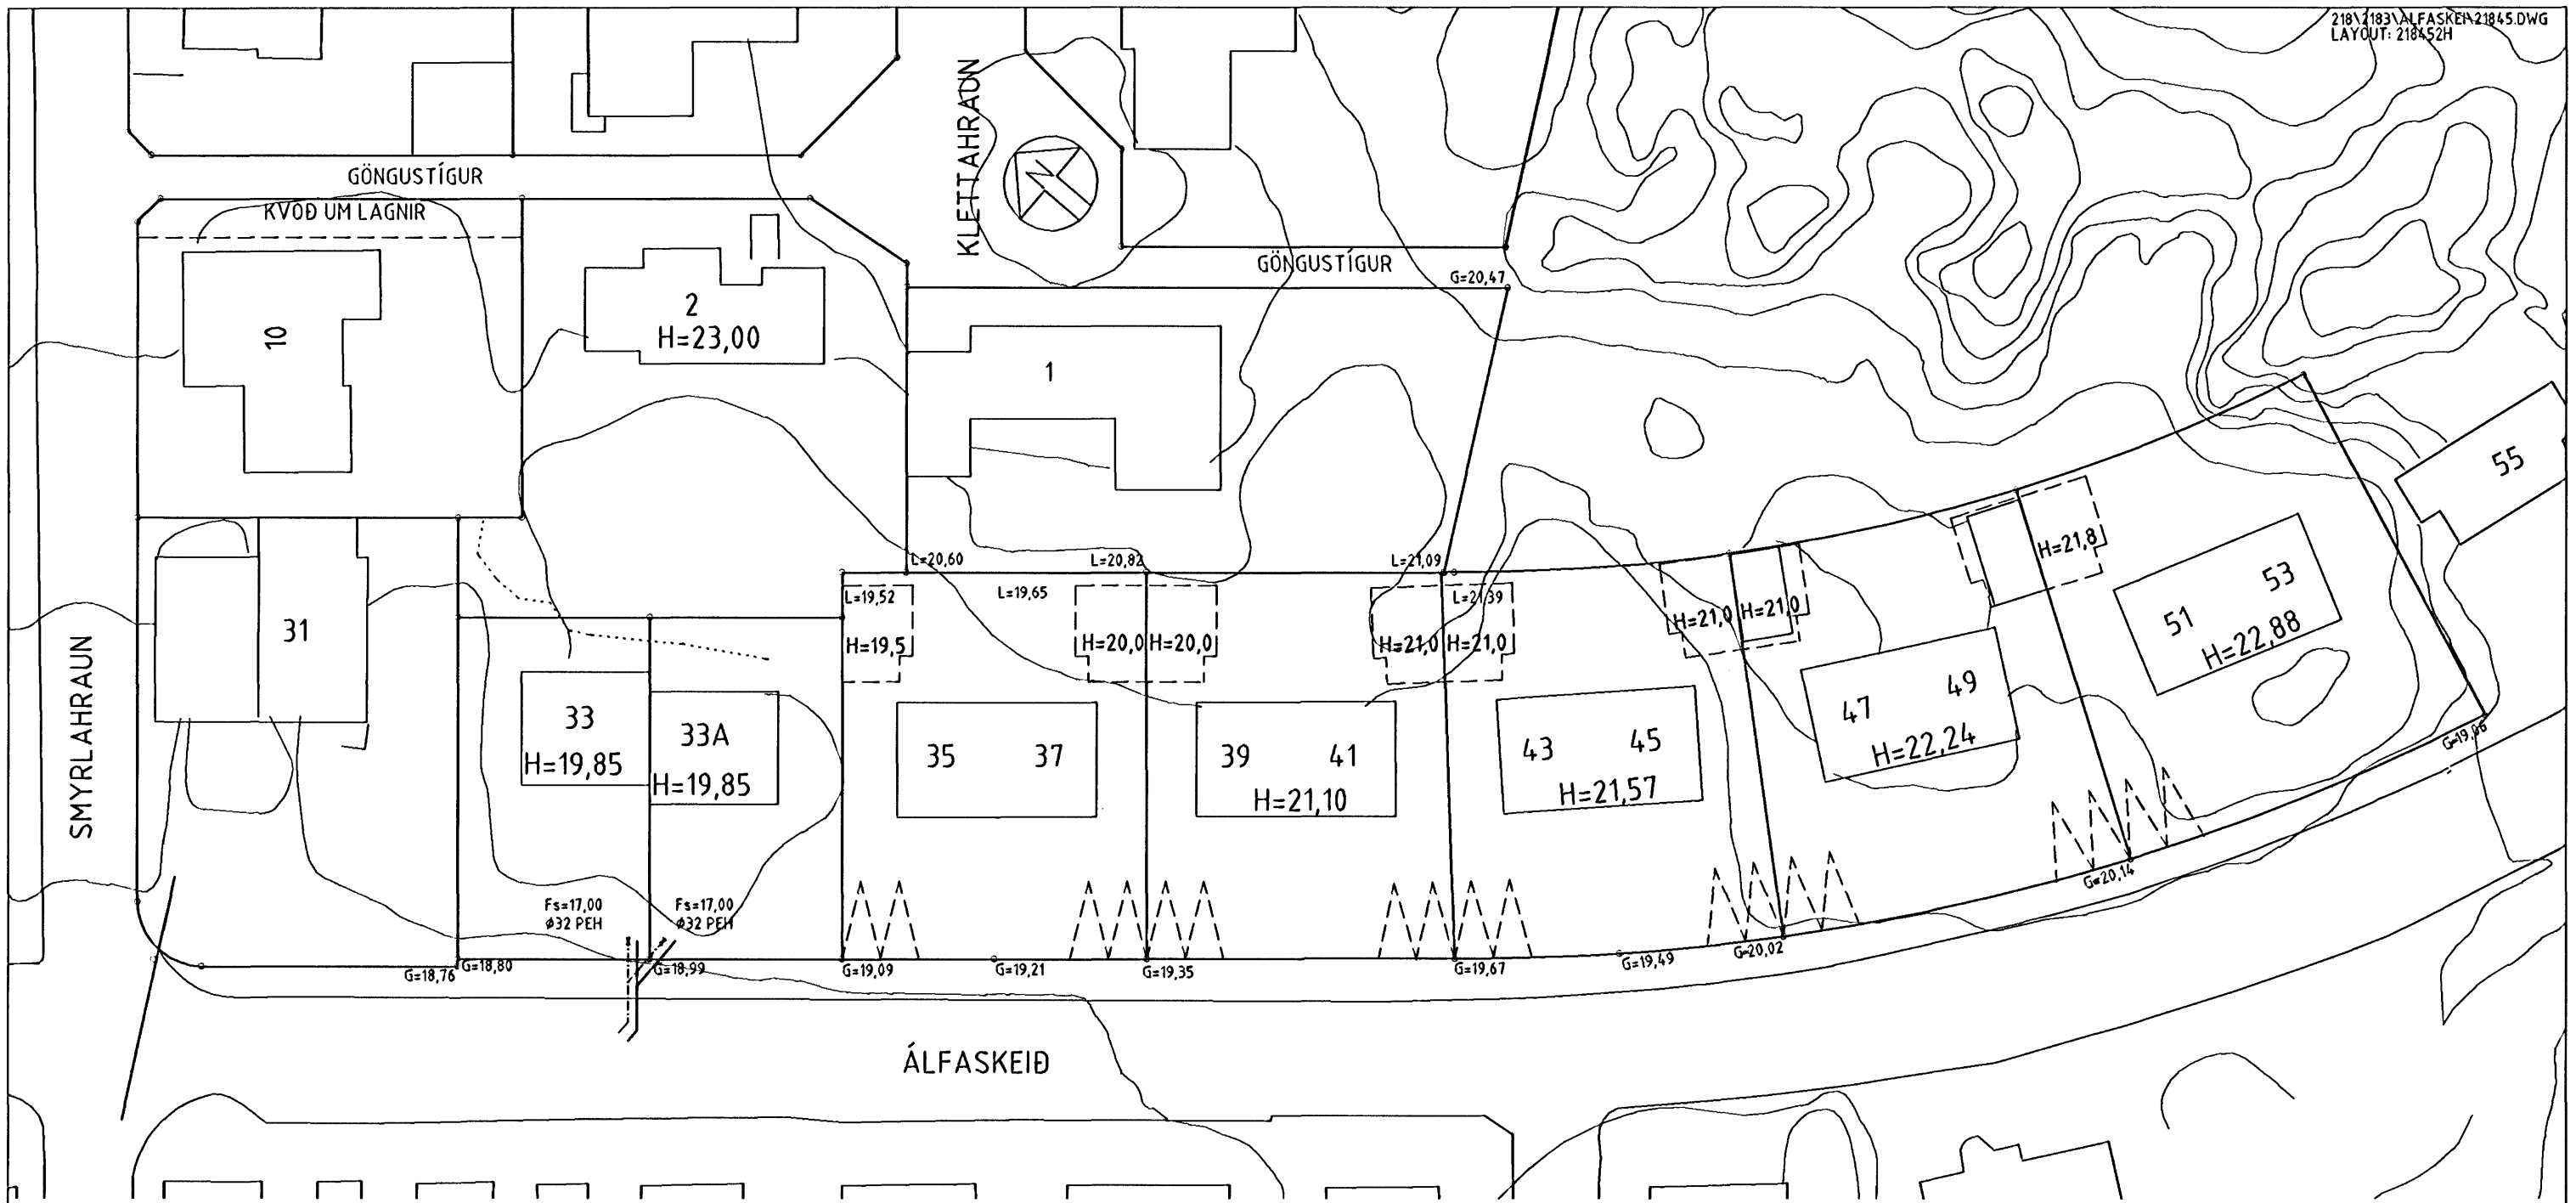 218\2183\ALFASKEI\21845.DWG
LAYOUT: 218452H
KLETTAHRAUN
GÖNGUSTÍGUR
KVÖÐ UM LAGNIR
GÖNGUSTÍGUR
G=20,47
10
2
H=23,00
1
55
L=20,60
L=20,82
L=21,09
H=21,8
L=19,52
L=19,65
L=21,39
53
51
H=22,88
H=21,0
H=21,0
SMYRLAHRAUN
31
H=19,5
H=20,0
H=20,0
H=21,0
H=21,0
33
H=19,85
33A
H=19,85
35
37
39
41
H=21,10
43
45
H=21,57
47
49
H=22,24
Fs=17,00
ø32 PEH
Fs=17,00
ø32 PEH
G=18,76
G=18,80
G=18,99
G=19,09
G=19,21
G=19,35
G=19,67
G=19,49
G=20,02
G=20,14
ÁLFASKEIÐ